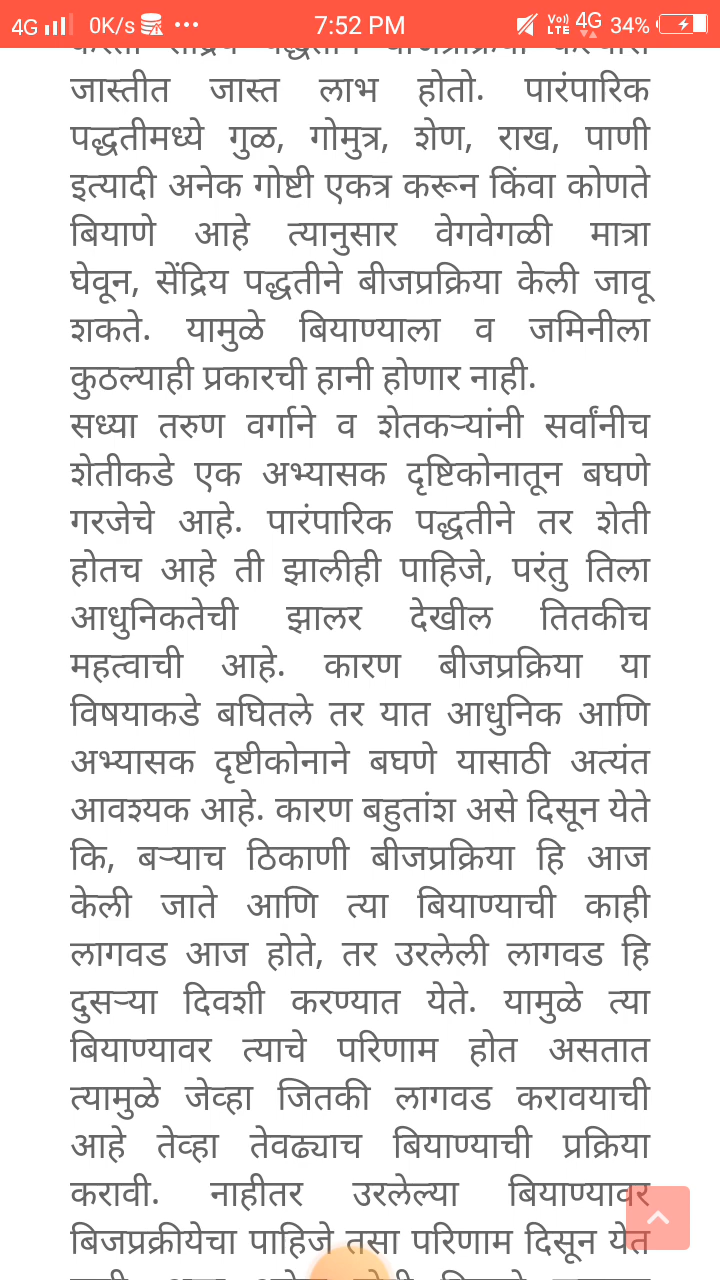 4G 0K/s ... 7:52 PM Vo)) LTE 4G 34%
जास्तीत जास्त लाभ होतो. पारंपारिक
पद्धतीमध्ये गुळ, गोमुत्र, शेण, राख, पाणी
इत्यादी अनेक गोष्टी एकत्र करून किंवा कोणते
बियाणे आहे त्यानुसार वेगवेगळी मात्रा
घेवून, सेंद्रिय पद्धतीने बीजप्रक्रिया केली जावू
शकते. यामुळे बियाण्याला व जमिनीला
कुठल्याही प्रकारची हानी होणार नाही.
सध्या तरुण वर्गाने व शेतकऱ्यांनी सर्वांनीच
शेतीकडे एक अभ्यासक दृष्टिकोनातून बघणे
गरजेचे आहे. पारंपारिक पद्धतीने तर शेती
होतच आहे ती झालीही पाहिजे, परंतु तिला
आधुनिकतेची झालर देखील तितकीच
महत्वाची आहे. कारण बीजप्रक्रिया या
विषयाकडे बघितले तर यात आधुनिक आणि
अभ्यासक दृष्टीकोनाने बघणे यासाठी अत्यंत
आवश्यक आहे. कारण बहुतांश असे दिसून येते
कि, बऱ्याच ठिकाणी बीजप्रक्रिया हि आज
केली जाते आणि त्या बियाण्याची काही
लागवड आज होते, तर उरलेली लागवड हि
दुसऱ्या दिवशी करण्यात येते. यामुळे त्या
बियाण्यावर त्याचे परिणाम होत असतात
त्यामुळे जेव्हा जितकी लागवड करावयाची
आहे तेव्हा तेवढ्याच बियाण्याची प्रक्रिया
करावी. नाहीतर उरलेल्या बियाण्यावर
बिजप्रक्रीयेचा पाहिजे तसा परिणाम दिसून येत